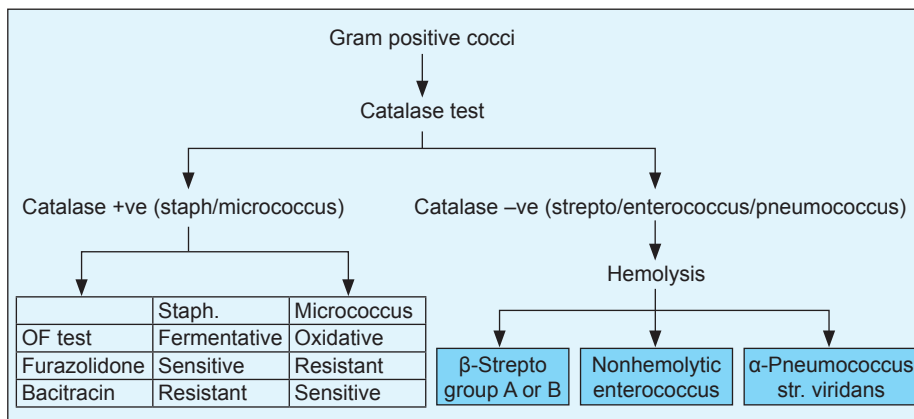 Gram positive cocci
Catalase test
Catalase +ve (staph/micrococcus)
Catalase –ve (strepto/enterococcus/pneumococcus)
Hemolysis
Staph. Micrococcus
OF test Fermentative Oxidative
Furazolidone Sensitive Resistant
Bacitracin Resistant Sensitive
β-Strepto
group A or B
Nonhemolytic
enterococcus
α-Pneumococcus
str. viridans